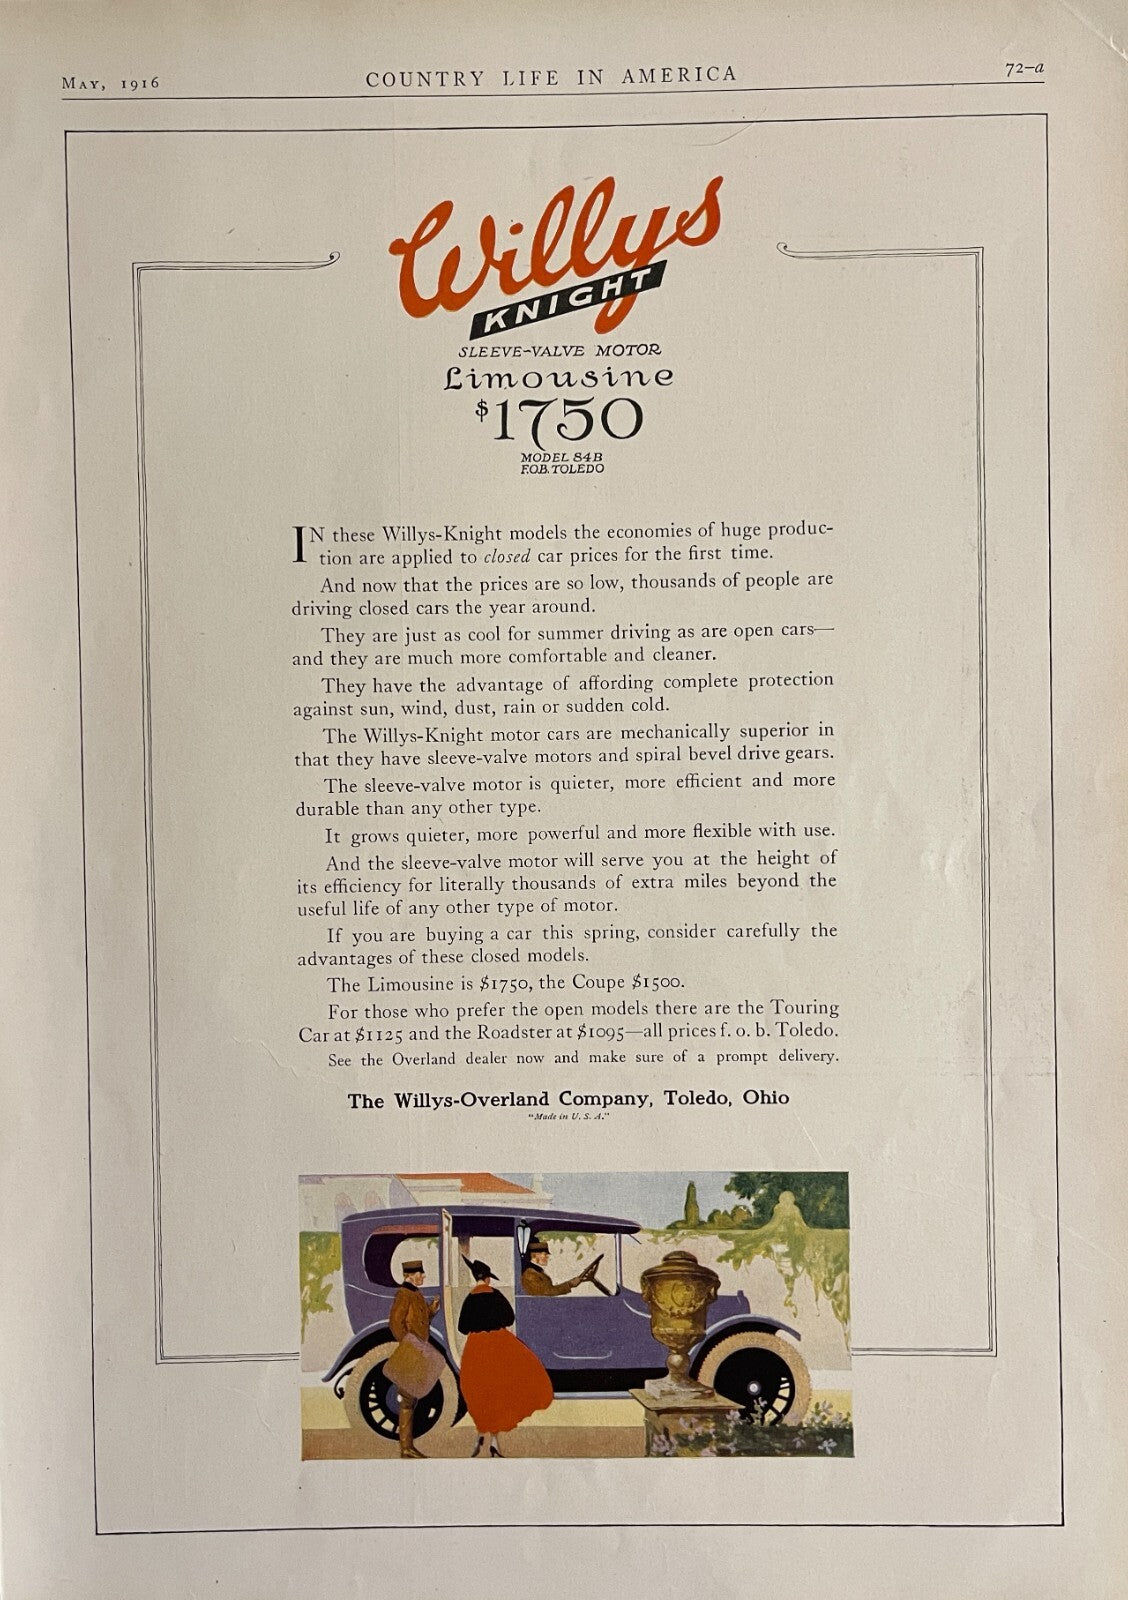 May, 1916
COUNTRY LIFE IN AMERICA
72-a
Willys
KNIGHT
SLEEVE-VALVE MOTOR
Limousine
$1750
MODEL 84B
F.O.B. TOLEDO
IN these Willys-Knight models the economies of huge produc-
tion are applied to closed car prices for the first time.
And now that the prices are so low, thousands of people are
driving closed cars the year around.
They are just as cool for summer driving as are open cars—
and they are much more comfortable and cleaner.
They have the advantage of affording complete protection
against sun, wind, dust, rain or sudden cold.
The Willys-Knight motor cars are mechanically superior in
that they have sleeve-valve motors and spiral bevel drive gears.
The sleeve-valve motor is quieter, more efficient and more
durable than any other type.
It grows quieter, more powerful and more flexible with use.
And the sleeve-valve motor will serve you at the height of
its efficiency for literally thousands of extra miles beyond the
useful life of any other type of motor.
If you are buying a car this spring, consider carefully the
advantages of these closed models.
The Limousine is $1750, the Coupe $1500.
For those who prefer the open models there are the Touring
Car at $1125 and the Roadster at $1095—all prices f. o. b. Toledo.
See the Overland dealer now and make sure of a prompt delivery.
The Willys-Overland Company, Toledo, Ohio
"Made in U. S. A."